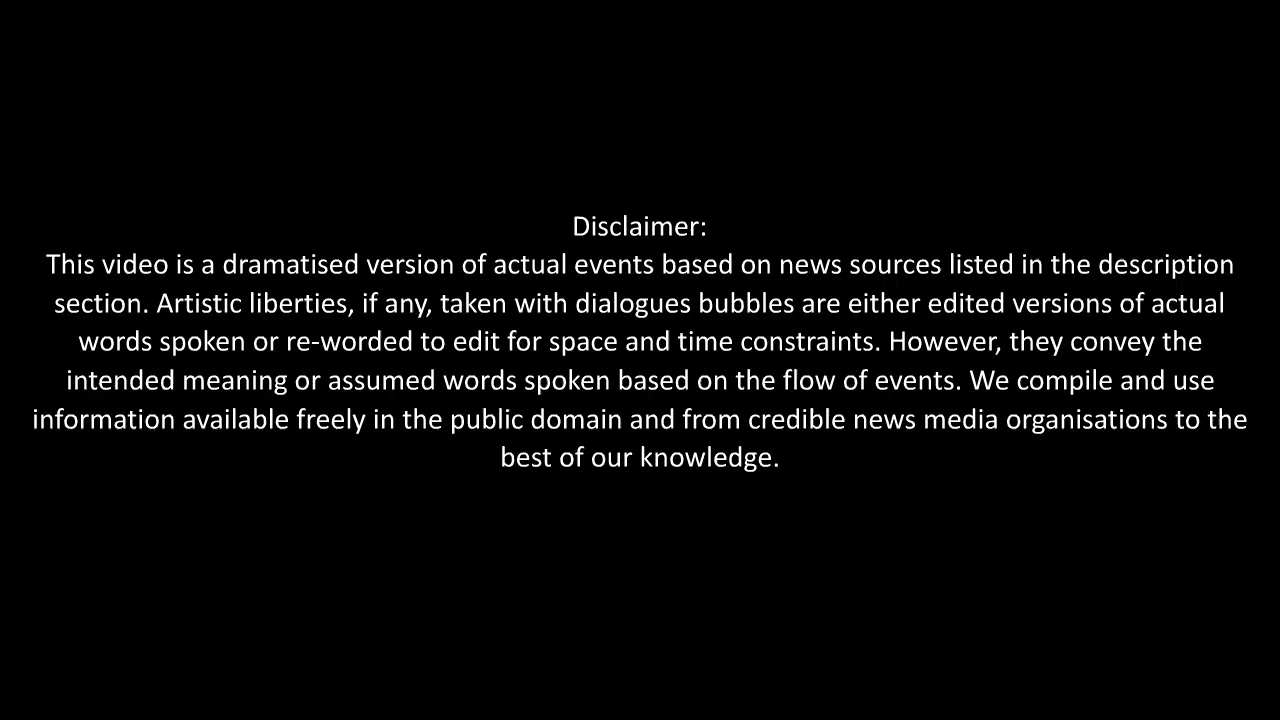 Disclaimer:
This video is a dramatised version of actual events based on news sources listed in the description
section. Artistic liberties, if any, taken with dialogues bubbles are either edited versions of actual
words spoken or re-worded to edit for space and time constraints. However, they convey the
intended meaning or assumed words spoken based on the flow of events. We compile and use
information available freely in the public domain and from credible news media organisations to the
best of our knowledge.